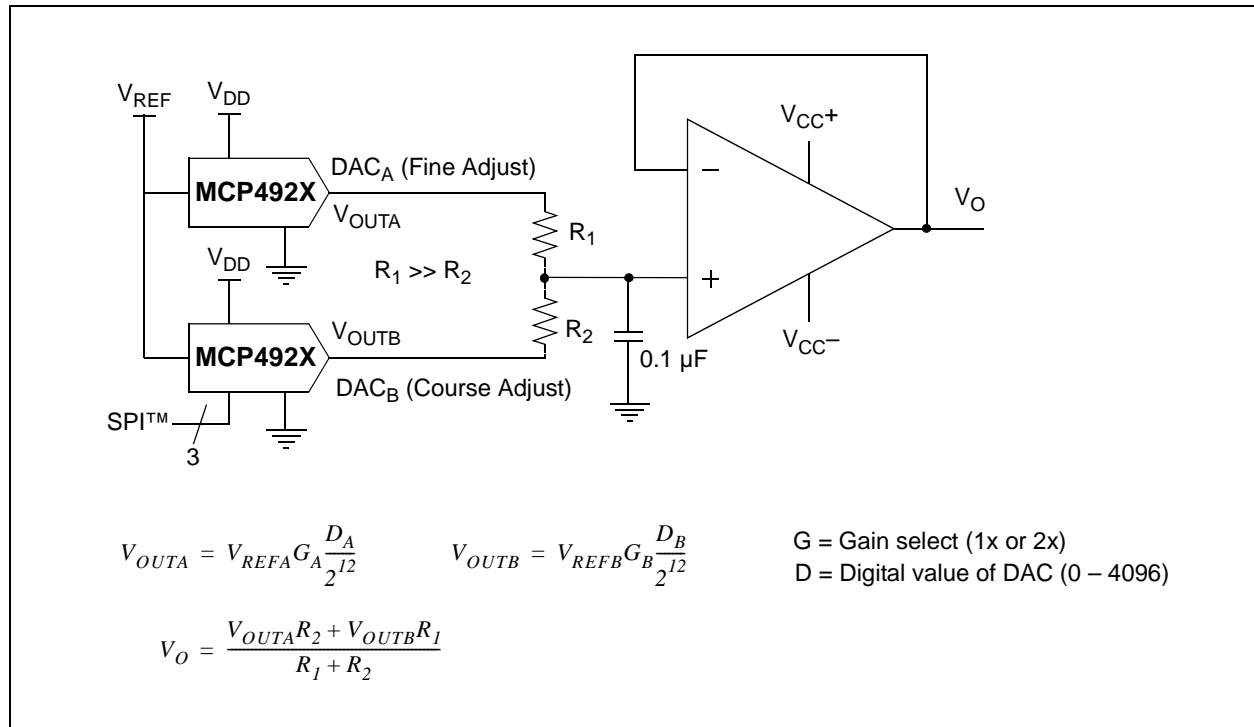 V_REF
V_DD
MCP492X
DAC_A (Fine Adjust)
V_OUTA
V_DD
R_1 >> R_2
R_1
V_CC+
−
V_O
+
V_OUTB
MCP492X
R_2
0.1 µF
V_CC−
DAC_B (Course Adjust)
SPI™
3
V_OUTA = V_REFA G_A D_A / 2^12
V_OUTB = V_REFB G_B D_B / 2^12
G = Gain select (1x or 2x)
D = Digital value of DAC (0 – 4096)
V_O = (V_OUTA R_2 + V_OUTB R_1) / (R_1 + R_2)